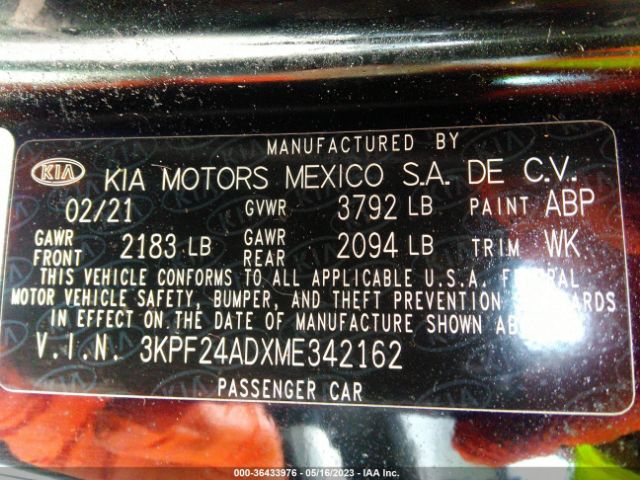 MANUFACTURED BY
KIA KIA MOTORS MEXICO S.A. DE C.V.
02/21 GVWR 3792 LB PAINT ABP
GAWR FRONT 2183 LB GAWR REAR 2094 LB TRIM WK
THIS VEHICLE CONFORMS TO ALL APPLICABLE U.S.A.
MOTOR VEHICLE SAFETY, BUMPER, AND THEFT PREVENTION
IN EFFECT ON THE DATE OF MANUFACTURE SHOWN
V.I.N. 3KPF24ADXME342162
PASSENGER CAR
000-36433976 - 05/16/2023 - IAA Inc.